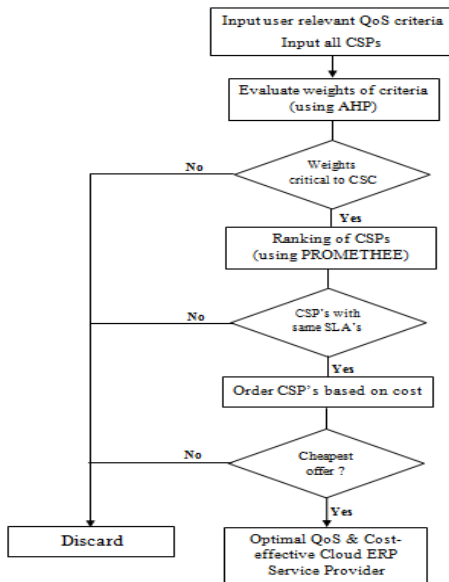 Input user relevant QoS criteria
Input all CSPs
Evaluate weights of criteria
(using AHP)
No
Weights
critical to CSC
Yes
Ranking of CSPs
(using PROMETHEE)
No
CSP's with
same SLA's
Yes
Order CSP's based on cost
No
Cheapest
offer ?
Yes
Discard
Optimal QoS & Cost-
effective Cloud ERP
Service Provider